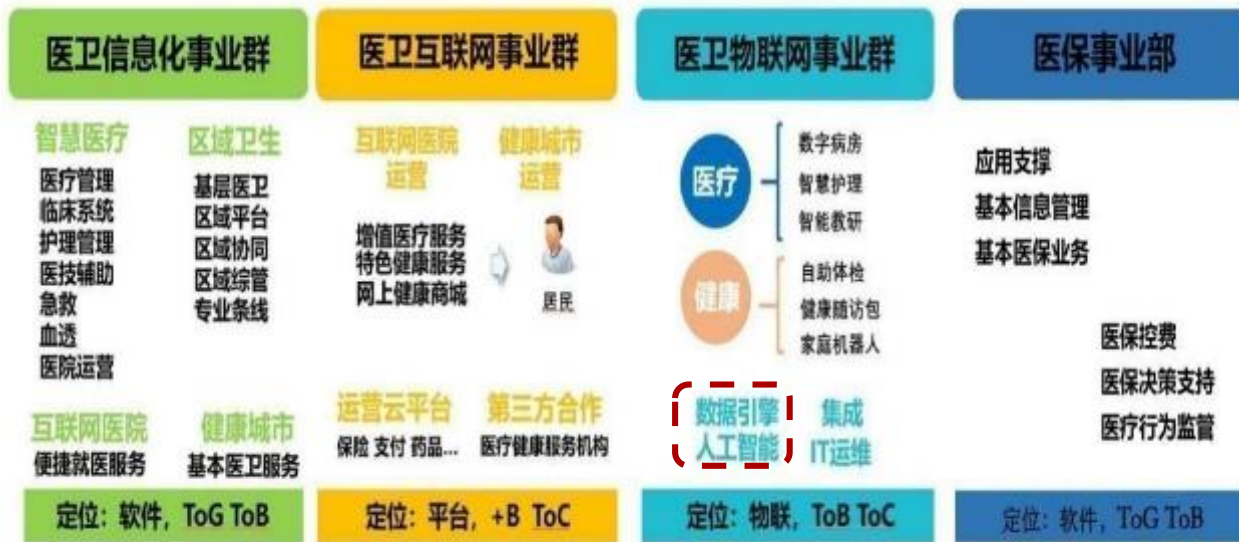 医卫信息化事业群
智慧医疗
医疗管理
临床系统
护理管理
医技辅助
急救
血透
医院运营
区域卫生
基层医卫
区域平台
区域协同
区域综管
专业条线
互联网医院
便捷就医服务
健康城市
基本医卫服务
定位：软件，ToG ToB
医卫互联网事业群
互联网医院
运营
健康城市
运营
增值医疗服务
特色健康服务
网上健康商城
居民
运营云平台
保险 支付 药品...
第三方合作
医疗健康服务机构
定位：平台，+B ToC
医卫物联网事业群
医疗
数字病房
智慧护理
智能教研
健康
自助体检
健康随访包
家庭机器人
数据引擎
人工智能
集成
IT运维
定位：物联，ToB ToC
医保事业部
应用支撑
基本信息管理
基本医保业务
医保控费
医保决策支持
医疗行为监管
定位：软件，ToG ToB